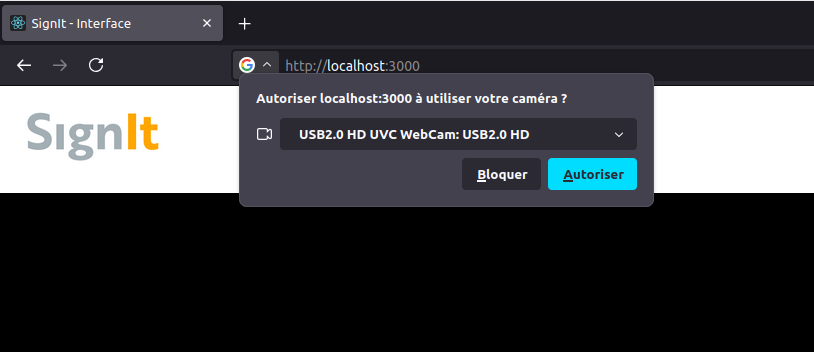 SignIt - Interface
http://localhost:3000
Autoriser localhost:3000 à utiliser votre caméra ?
SıgnIt
USB2.0 HD UVC WebCam: USB2.0 HD
Bloquer
Autoriser